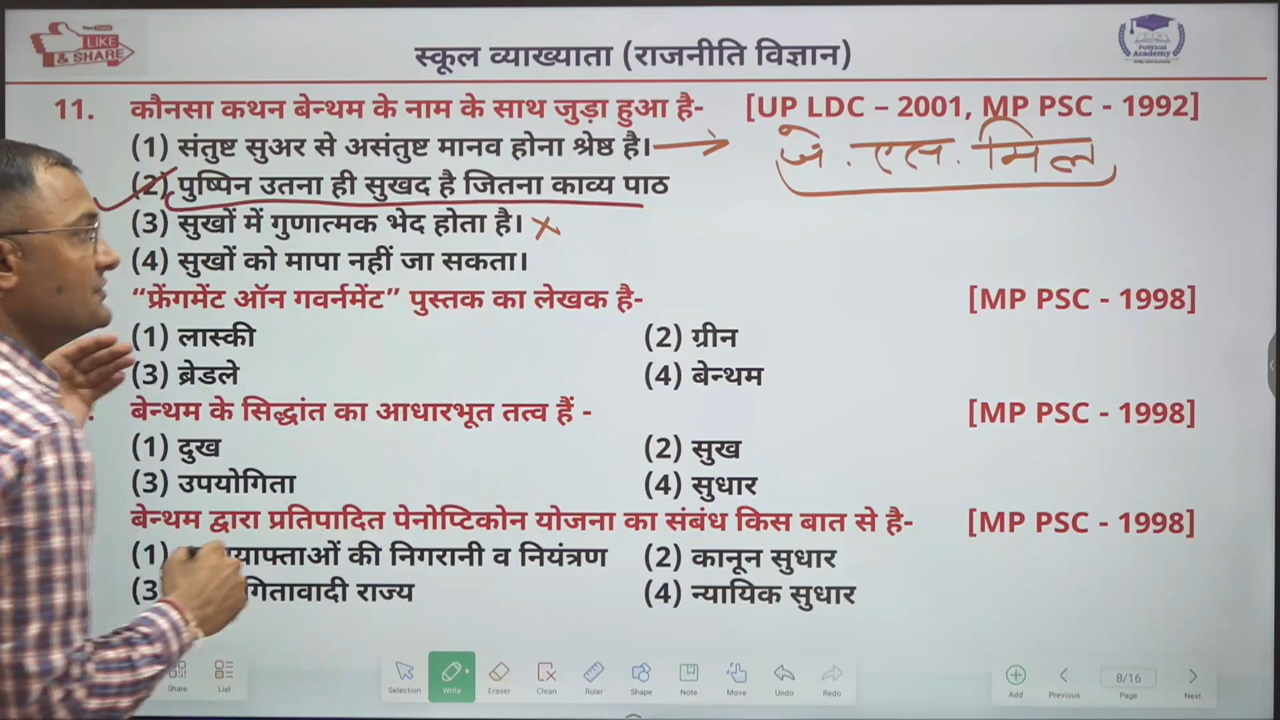 LIKE
& SHARE
स्कूल व्याख्याता (राजनीति विज्ञान)
Political
Academy
11. कौनसा कथन बेन्थम के नाम के साथ जुड़ा हुआ है- [UP LDC – 2001, MP PSC - 1992]
(1) संतुष्ट सुअर से असंतुष्ट मानव होना श्रेष्ठ है। जे. एस. मिल
(2) पुष्पिन उतना ही सुखद है जितना काव्य पाठ
(3) सुखों में गुणात्मक भेद होता है।
(4) सुखों को मापा नहीं जा सकता।
“फ्रेंगमेंट ऑन गवर्नमेंट” पुस्तक का लेखक है- [MP PSC - 1998]
(1) लास्की (2) ग्रीन
(3) ब्रेडले (4) बेन्थम
बेन्थम के सिद्धांत का आधारभूत तत्व हैं - [MP PSC - 1998]
(1) दुख (2) सुख
(3) उपयोगिता (4) सुधार
बेन्थम द्वारा प्रतिपादित पेनोप्टिकोन योजना का संबंध किस बात से है- [MP PSC - 1998]
(1) की निगरानी व नियंत्रण (2) कानून सुधार
(3 राज्य (4) न्यायिक सुधार
Share List Selection Write Eraser Clean Ruler Shape Note Move Undo Redo Add Previous 8/16 Page Next